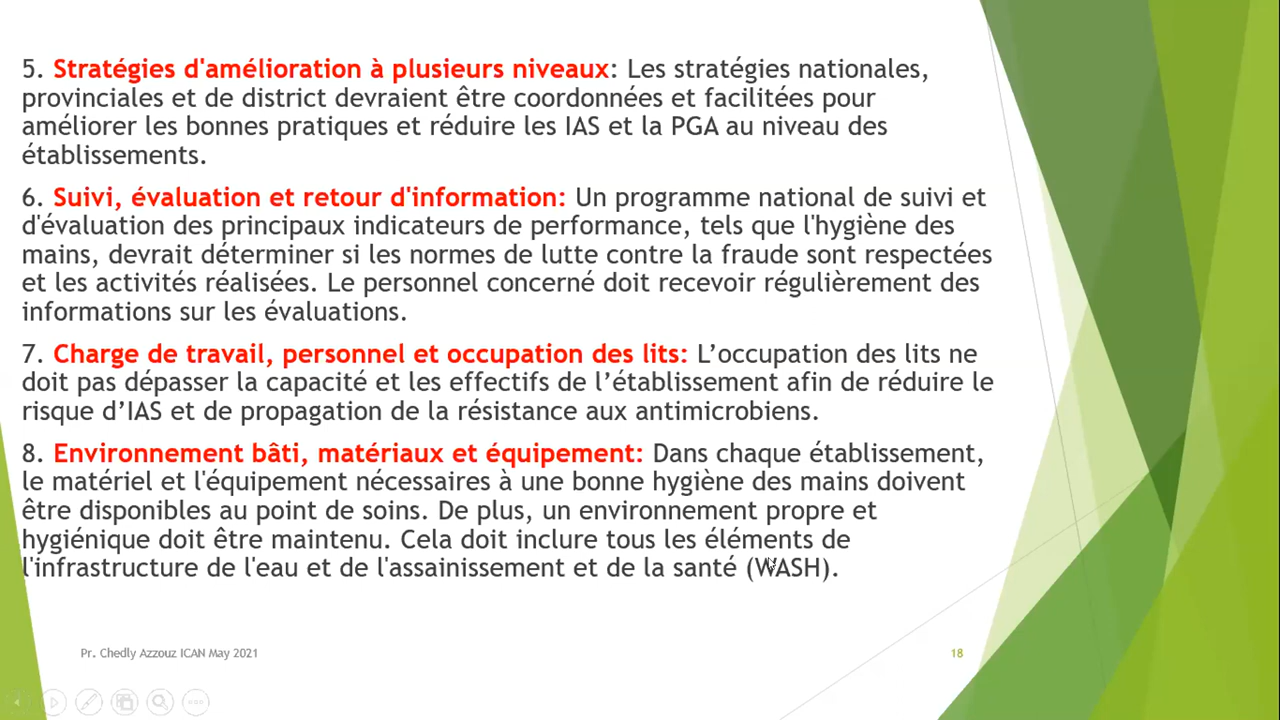 5. Stratégies d'amélioration à plusieurs niveaux: Les stratégies nationales,
provinciales et de district devraient être coordonnées et facilitées pour
améliorer les bonnes pratiques et réduire les IAS et la PGA au niveau des
établissements.
6. Suivi, évaluation et retour d'information: Un programme national de suivi et
d'évaluation des principaux indicateurs de performance, tels que l'hygiène des
mains, devrait déterminer si les normes de lutte contre la fraude sont respectées
et les activités réalisées. Le personnel concerné doit recevoir régulièrement des
informations sur les évaluations.
7. Charge de travail, personnel et occupation des lits: L’occupation des lits ne
doit pas dépasser la capacité et les effectifs de l’établissement afin de réduire le
risque d’IAS et de propagation de la résistance aux antimicrobiens.
8. Environnement bâti, matériaux et équipement: Dans chaque établissement,
le matériel et l'équipement nécessaires à une bonne hygiène des mains doivent
être disponibles au point de soins. De plus, un environnement propre et
hygiénique doit être maintenu. Cela doit inclure tous les éléments de
l'infrastructure de l'eau et de l'assainissement et de la santé (WASH).
Pr. Chedly Azzouz ICAN May 2021
18